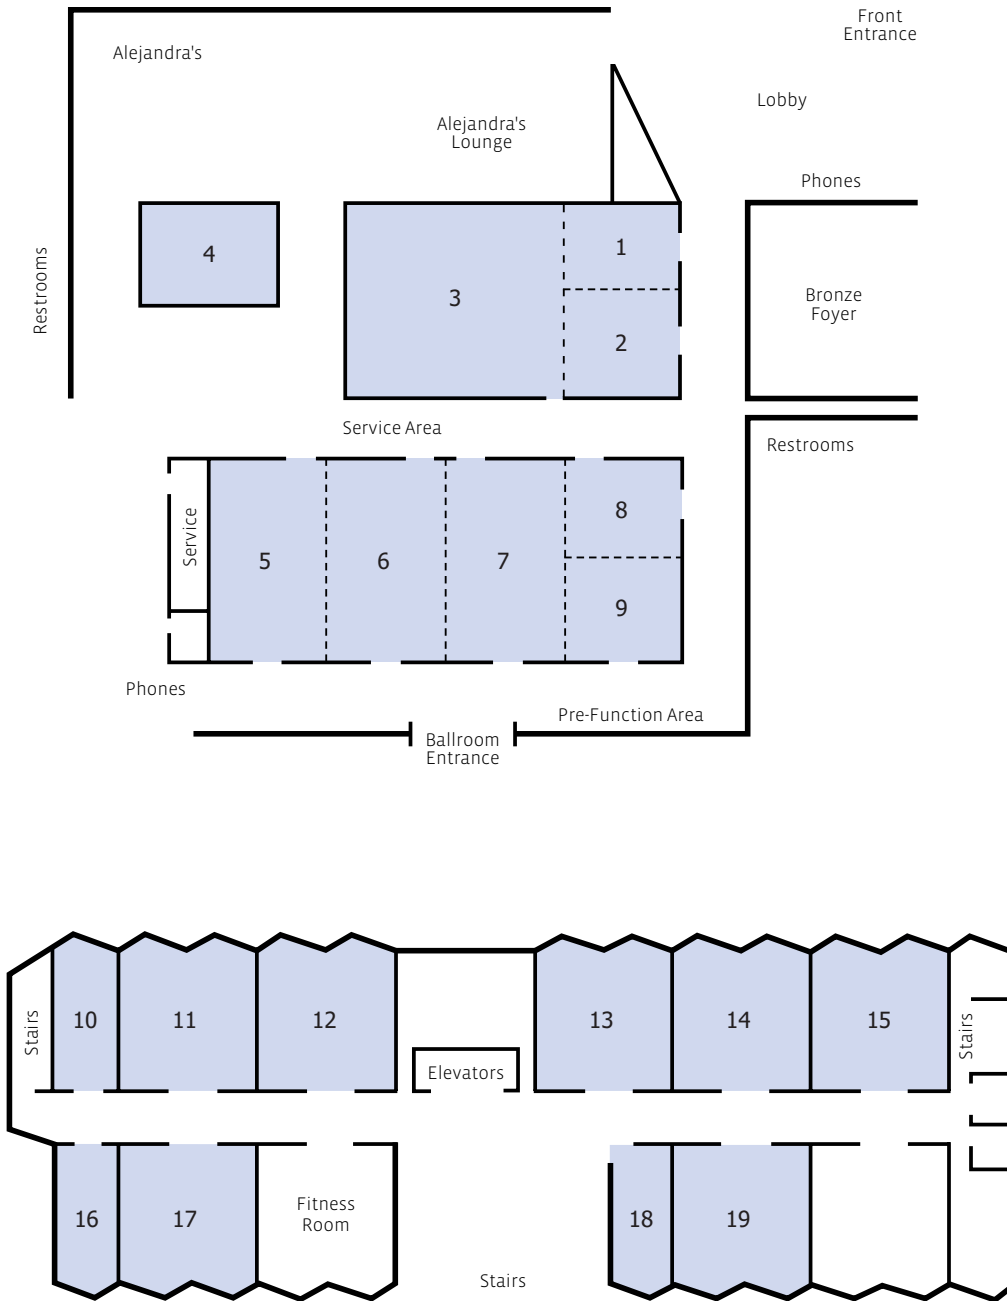 Front
Entrance
Alejandra's
Lobby
Alejandra's
Lounge
Phones
4
1
3
2
Restrooms
Bronze
Foyer
Service Area
Restrooms
Service
5
6
7
8
9
Phones
Pre-Function Area
Ballroom
Entrance
Stairs
10
11
12
13
14
15
Stairs
Elevators
16
17
Fitness
Room
18
19
Stairs